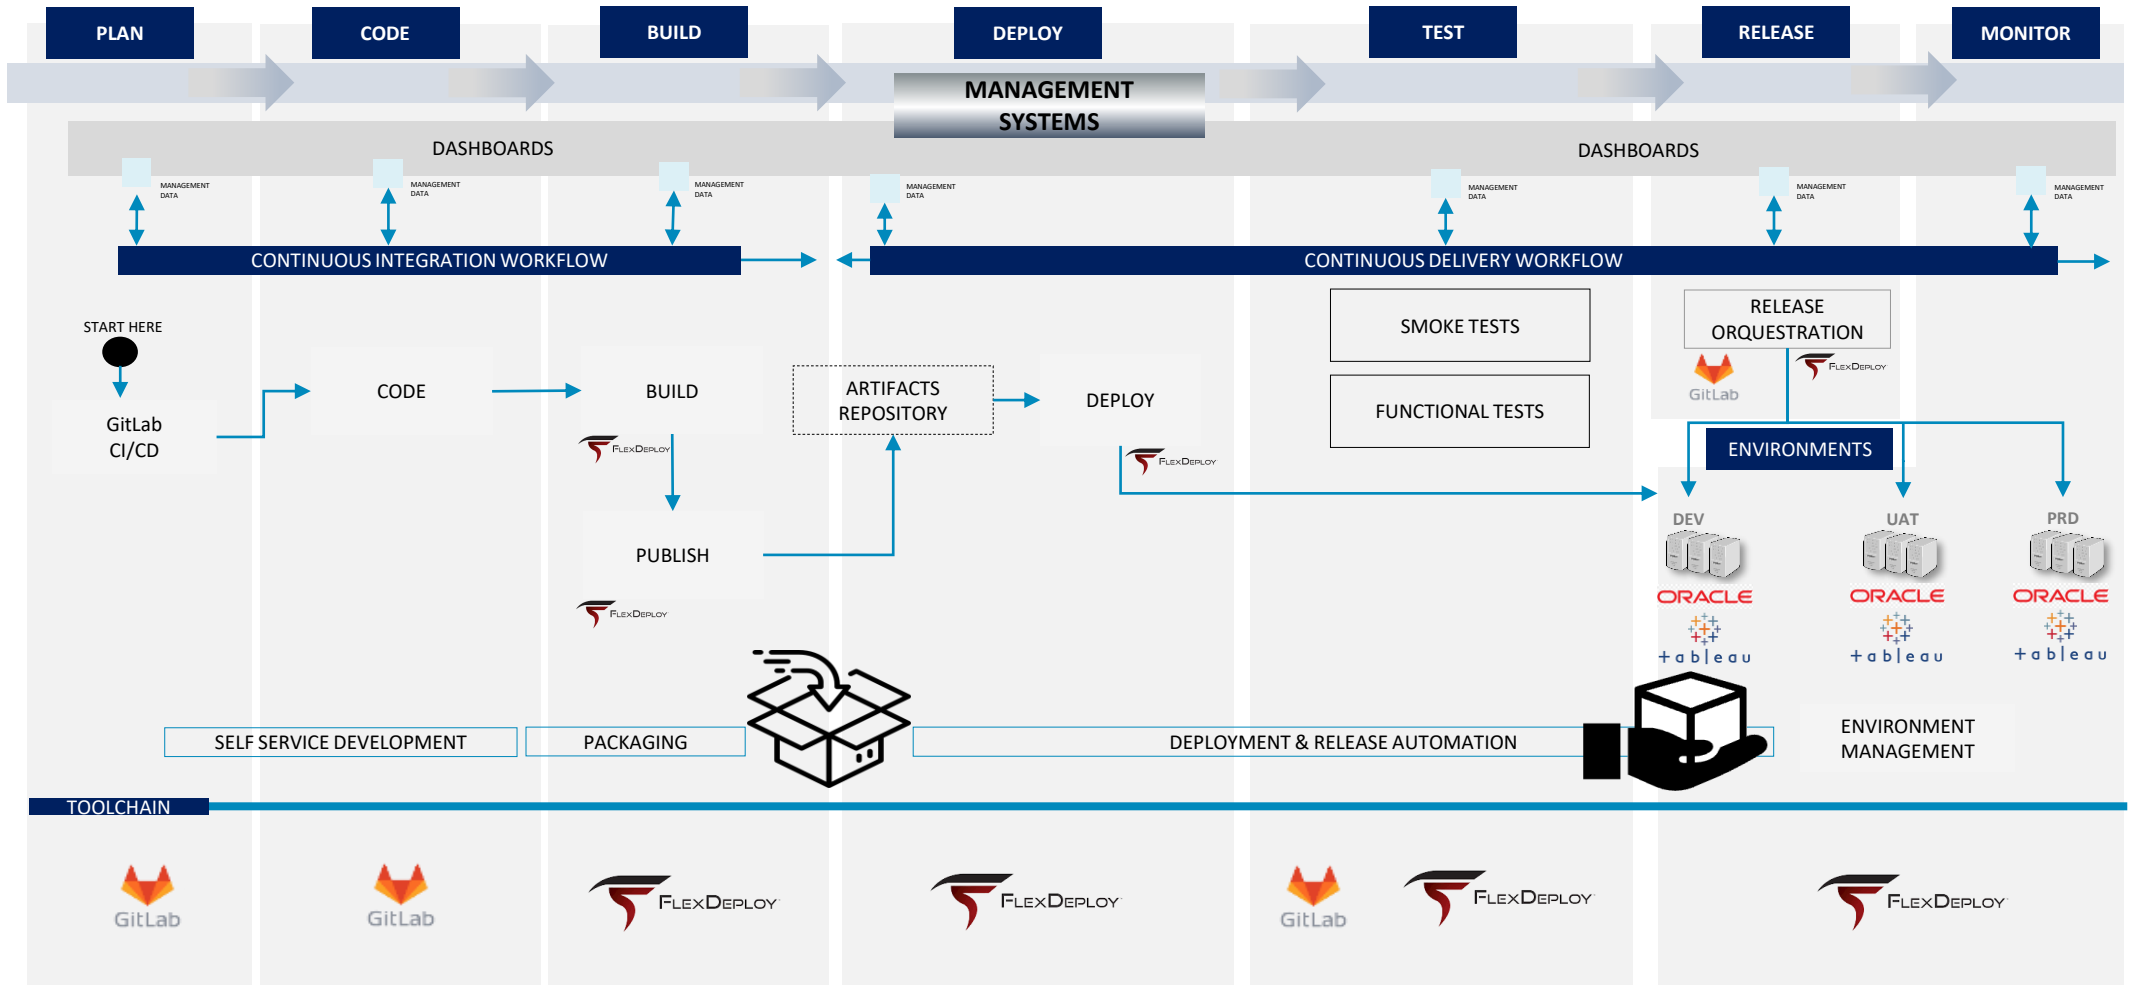 PLAN
CODE
BUILD
DEPLOY
TEST
RELEASE
MONITOR
MANAGEMENT
SYSTEMS
DASHBOARDS
DASHBOARDS
MANAGEMENT
DATA
MANAGEMENT
DATA
MANAGEMENT
DATA
MANAGEMENT
DATA
MANAGEMENT
DATA
MANAGEMENT
DATA
MANAGEMENT
DATA
CONTINUOUS INTEGRATION WORKFLOW
CONTINUOUS DELIVERY WORKFLOW
START HERE
GitLab
CI/CD
CODE
BUILD
FLEXDEPLOY
PUBLISH
FLEXDEPLOY
ARTIFACTS
REPOSITORY
DEPLOY
FLEXDEPLOY
SMOKE TESTS
FUNCTIONAL TESTS
RELEASE
ORQUESTRATION
GitLab
FLEXDEPLOY
ENVIRONMENTS
DEV
UAT
PRD
ORACLE
ORACLE
ORACLE
+ableau
+ableau
+ableau
SELF SERVICE DEVELOPMENT
PACKAGING
DEPLOYMENT & RELEASE AUTOMATION
ENVIRONMENT
MANAGEMENT
TOOLCHAIN
GitLab
GitLab
FLEXDEPLOY
FLEXDEPLOY
GitLab
FLEXDEPLOY
FLEXDEPLOY